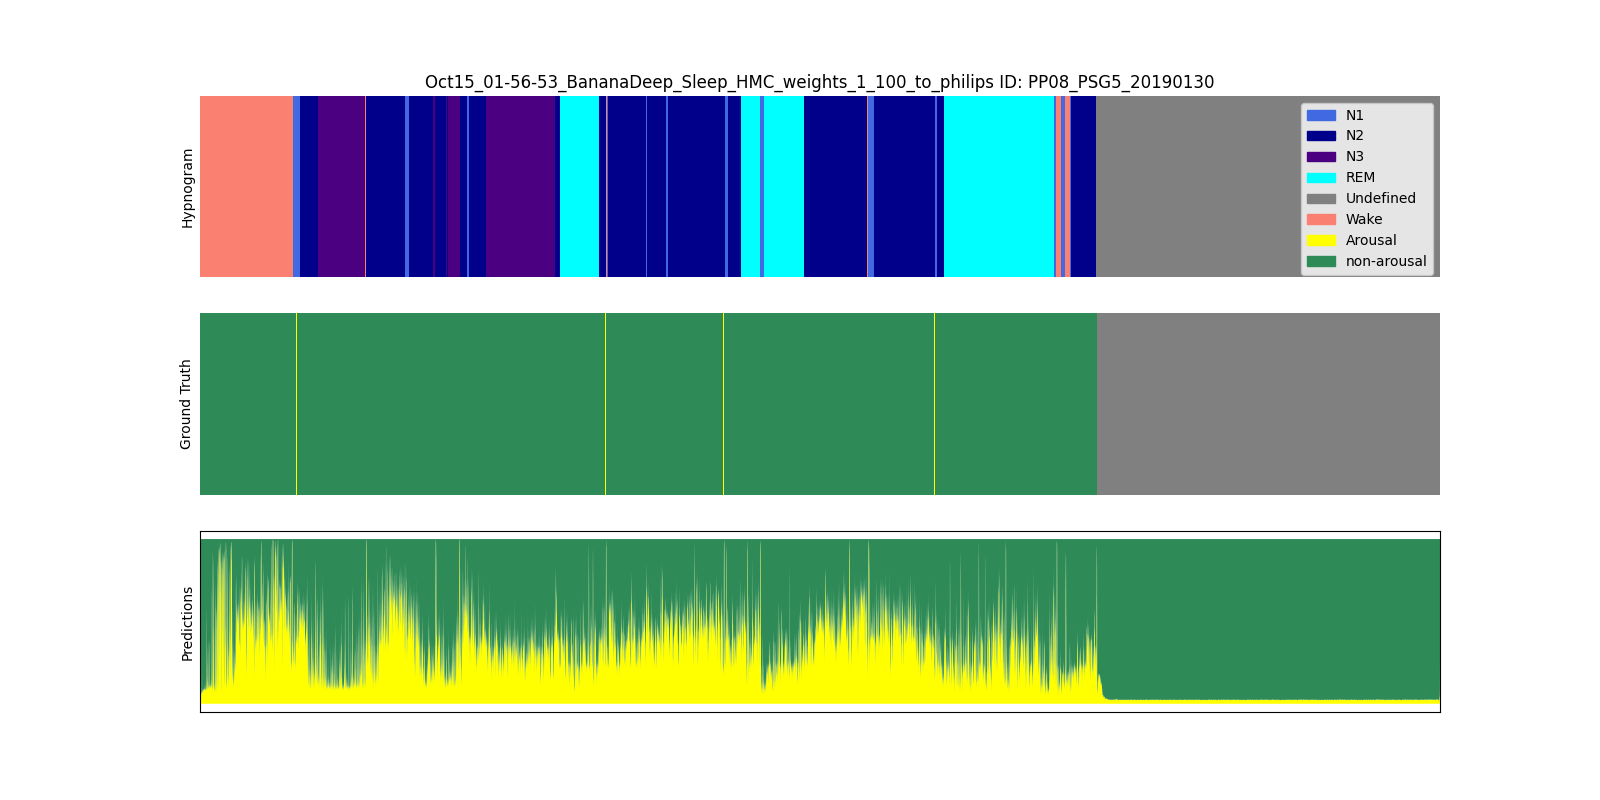 Oct15_01-56-53_BananaDeep_Sleep_HMC_weights_1_100_to_philips ID: PP08_PSG5_20190130
Hypnogram
N1
N2
N3
REM
Undefined
Wake
Arousal
non-arousal
Ground Truth
Predictions